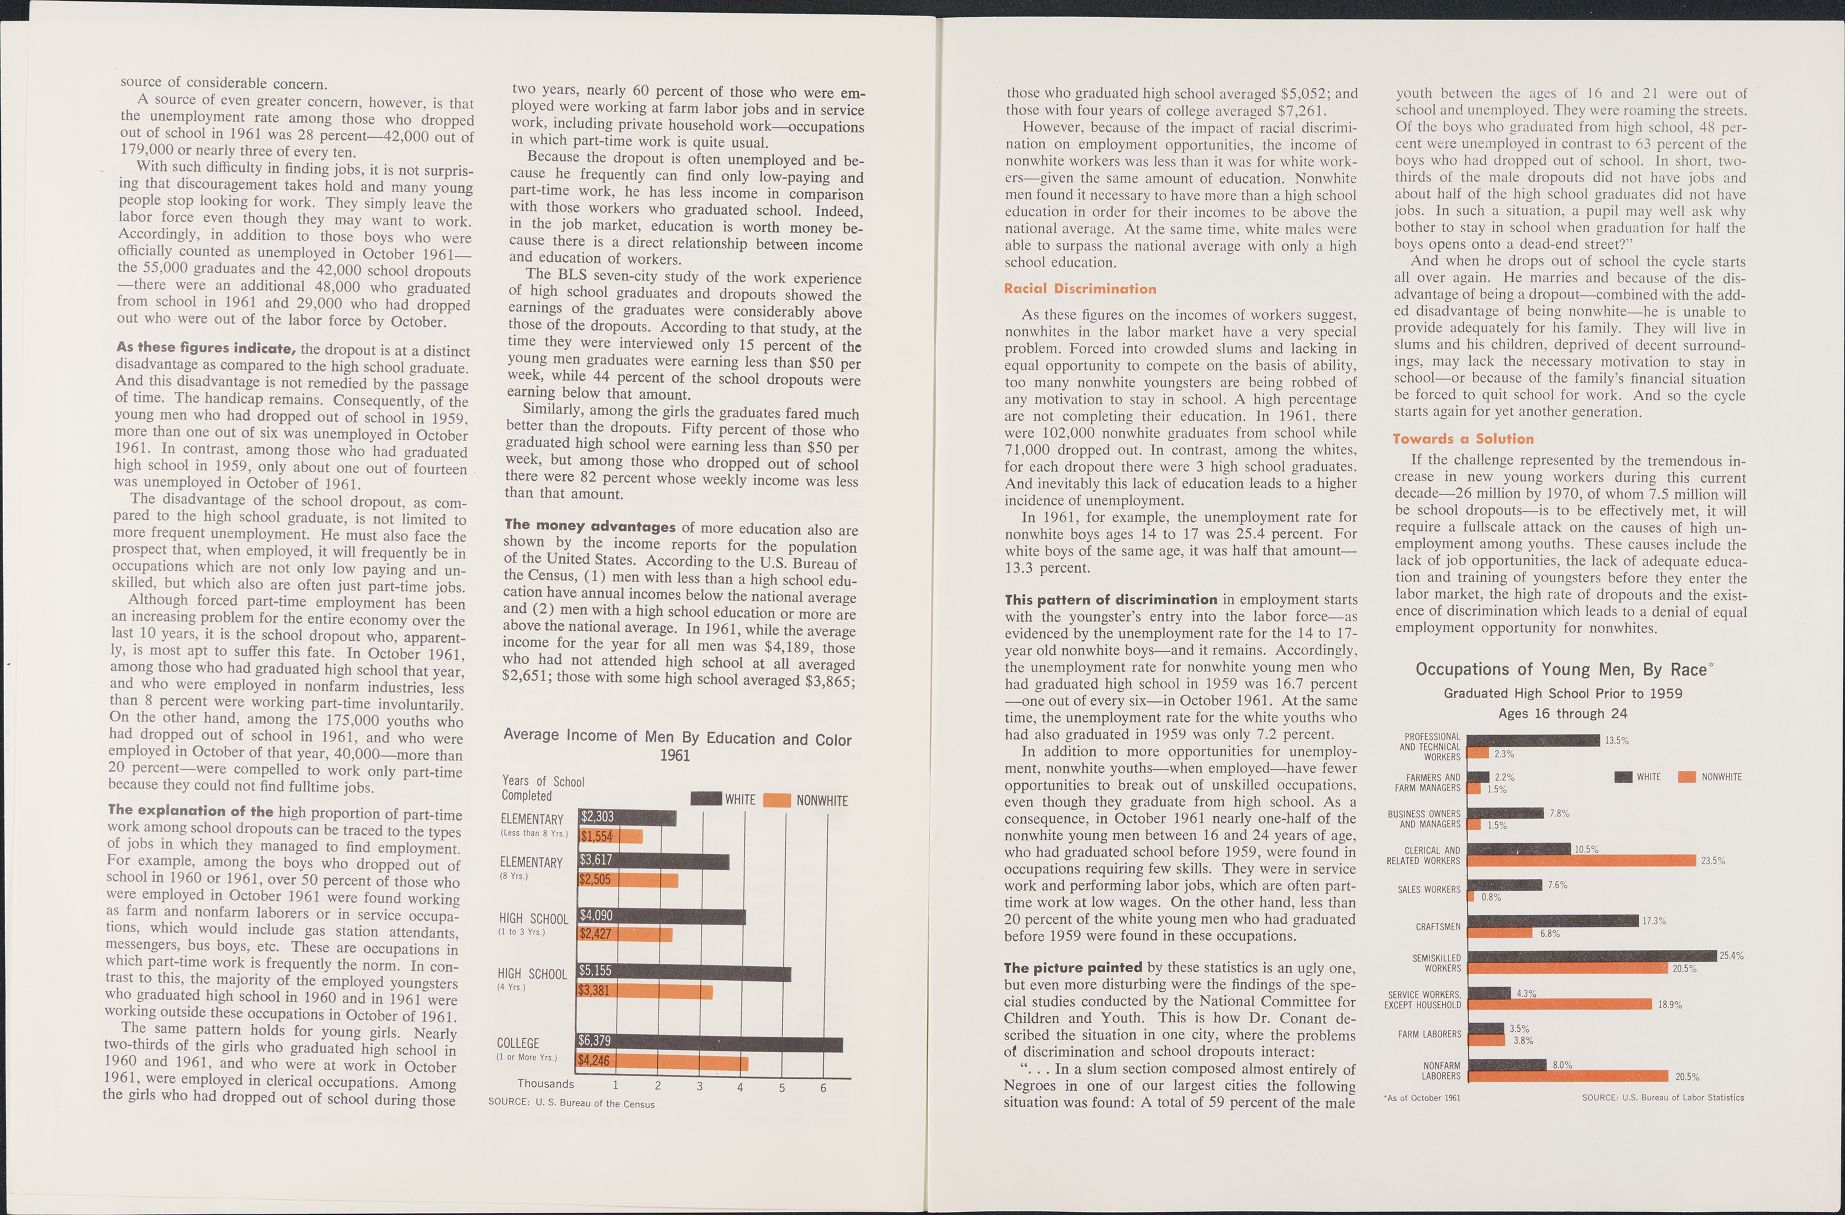 source of considerable concern.
A source of even greater concern, however, is that
the unemployment rate among those who dropped
out of school in 1961 was 28 percent—42,000 out of
179,000 or nearly three of every ten.
With such difficulty in finding jobs, it is not surpris-
ing that discouragement takes hold and many young
people stop looking for work. They simply leave the
labor force even though they may want to work.
Accordingly, in addition to those boys who were
officially counted as unemployed in October 1961—
the 55,000 graduates and the 42,000 school dropouts
—there were an additional 48,000 who graduated
from school in 1961 and 29,000 who had dropped
out who were out of the labor force by October.
As these figures indicate, the dropout is at a distinct
disadvantage as compared to the high school graduate.
And this disadvantage is not remedied by the passage
of time. The handicap remains. Consequently, of the
young men who had dropped out of school in 1959,
more than one out of six was unemployed in October
1961. In contrast, among those who had graduated
high school in 1959, only about one out of fourteen
was unemployed in October of 1961.
The disadvantage of the school dropout, as com-
pared to the high school graduate, is not limited to
more frequent unemployment. He must also face the
prospect that, when employed, it will frequently be in
occupations which are not only low paying and un-
skilled, but which also are often just part-time jobs.
Although forced part-time employment has been
an increasing problem for the entire economy over the
last 10 years, it is the school dropout who, apparent-
ly, is most apt to suffer this fate. In October 1961,
among those who had graduated high school that year,
and who were employed in nonfarm industries, less
than 8 percent were working part-time involuntarily.
On the other hand, among the 175,000 youths who
had dropped out of school in 1961, and who were
employed in October of that year, 40,000—more than
20 percent—were compelled to work only part-time
because they could not find fulltime jobs.
The explanation of the high proportion of part-time
work among school dropouts can be traced to the types
of jobs in which they managed to find employment.
For example, among the boys who dropped out of
school in 1960 or 1961, over 50 percent of those who
were employed in October 1961 were found working
as farm and nonfarm laborers or in service occupa-
tions, which would include gas station attendants,
messengers, bus boys, etc. These are occupations in
which part-time work is frequently the norm. In con-
trast to this, the majority of the employed youngsters
who graduated high school in 1960 and in 1961 were
working outside these occupations in October of 1961.
The same pattern holds for young girls. Nearly
two-thirds of the girls who graduated high school in
1960 and 1961, and who were at work in October
1961, were employed in clerical occupations. Among
the girls who had dropped out of school during those
two years, nearly 60 percent of those who were em-
ployed were working at farm labor jobs and in service
work, including private household work—occupations
in which part-time work is quite usual.
Because the dropout is often unemployed and be-
cause he frequently can find only low-paying and
part-time work, he has less income in comparison
with those workers who graduated school. Indeed,
in the job market, education is worth money be-
cause there is a direct relationship between income
and education of workers.
The BLS seven-city study of the work experience
of high school graduates and dropouts showed the
earnings of the graduates were considerably above
those of the dropouts. According to that study, at the
time they were interviewed only 15 percent of the
young men graduates were earning less than $50 per
week, while 44 percent of the school dropouts were
earning below that amount.
Similarly, among the girls the graduates fared much
better than the dropouts. Fifty percent of those who
graduated high school were earning less than $50 per
week, but among those who dropped out of school
there were 82 percent whose weekly income was less
than that amount.
The money advantages of more education also are
shown by the income reports for the population
of the United States. According to the U.S. Bureau of
the Census, (1) men with less than a high school edu-
cation have annual incomes below the national average
and (2) men with a high school education or more are
above the national average. In 1961, while the average
income for the year for all men was $4,189, those
who had not attended high school at all averaged
$2,651; those with some high school averaged $3,865;
Average Income of Men By Education and Color
1961
Years of School
Completed
WHITE NONWHITE
ELEMENTARY $2,303
(Less than 8 Yrs.) $1,554
ELEMENTARY $3,617
(8 Yrs.) $2,505
HIGH SCHOOL $4,090
(1 to 3 Yrs.) $2,427
HIGH SCHOOL $5,155
(4 Yrs.) $3,381
COLLEGE $6,379
(1 or More Yrs.) $4,246
Thousands 1 2 3 4 5 6
SOURCE: U. S. Bureau of the Census
those who graduated high school averaged $5,052; and
those with four years of college averaged $7,261.
However, because of the impact of racial discrimi-
nation on employment opportunities, the income of
nonwhite workers was less than it was for white work-
ers—given the same amount of education. Nonwhite
men found it necessary to have more than a high school
education in order for their incomes to be above the
national average. At the same time, white males were
able to surpass the national average with only a high
school education.
Racial Discrimination
As these figures on the incomes of workers suggest,
nonwhites in the labor market have a very special
problem. Forced into crowded slums and lacking in
equal opportunity to compete on the basis of ability,
too many nonwhite youngsters are being robbed of
any motivation to stay in school. A high percentage
are not completing their education. In 1961, there
were 102,000 nonwhite graduates from school while
71,000 dropped out. In contrast, among the whites,
for each dropout there were 3 high school graduates.
And inevitably this lack of education leads to a higher
incidence of unemployment.
In 1961, for example, the unemployment rate for
nonwhite boys ages 14 to 17 was 25.4 percent. For
white boys of the same age, it was half that amount—
13.3 percent.
This pattern of discrimination in employment starts
with the youngster's entry into the labor force—as
evidenced by the unemployment rate for the 14 to 17-
year old nonwhite boys—and it remains. Accordingly,
the unemployment rate for nonwhite young men who
had graduated high school in 1959 was 16.7 percent
—one out of every six—in October 1961. At the same
time, the unemployment rate for the white youths who
had also graduated in 1959 was only 7.2 percent.
In addition to more opportunities for unemploy-
ment, nonwhite youths—when employed—have fewer
opportunities to break out of unskilled occupations,
even though they graduate from high school. As a
consequence, in October 1961 nearly one-half of the
nonwhite young men between 16 and 24 years of age,
who had graduated school before 1959, were found in
occupations requiring few skills. They were in service
work and performing labor jobs, which are often part-
time work at low wages. On the other hand, less than
20 percent of the white young men who had graduated
before 1959 were found in these occupations.
The picture painted by these statistics is an ugly one,
but even more disturbing were the findings of the spe-
cial studies conducted by the National Committee for
Children and Youth. This is how Dr. Conant de-
scribed the situation in one city, where the problems
of discrimination and school dropouts interact:
“. . . In a slum section composed almost entirely of
Negroes in one of our largest cities the following
situation was found: A total of 59 percent of the male
youth between the ages of 16 and 21 were out of
school and unemployed. They were roaming the streets.
Of the boys who graduated from high school, 48 per-
cent were unemployed in contrast to 63 percent of the
boys who had dropped out of school. In short, two-
thirds of the male dropouts did not have jobs and
about half of the high school graduates did not have
jobs. In such a situation, a pupil may well ask why
bother to stay in school when graduation for half the
boys opens onto a dead-end street?”
And when he drops out of school the cycle starts
all over again. He marries and because of the dis-
advantage of being a dropout—combined with the add-
ed disadvantage of being nonwhite—he is unable to
provide adequately for his family. They will live in
slums and his children, deprived of decent surround-
ings, may lack the necessary motivation to stay in
school—or because of the family's financial situation
be forced to quit school for work. And so the cycle
starts again for yet another generation.
Towards a Solution
If the challenge represented by the tremendous in-
crease in new young workers during this current
decade—26 million by 1970, of whom 7.5 million will
be school dropouts—is to be effectively met, it will
require a fullscale attack on the causes of high un-
employment among youths. These causes include the
lack of job opportunities, the lack of adequate educa-
tion and training of youngsters before they enter the
labor market, the high rate of dropouts and the exist-
ence of discrimination which leads to a denial of equal
employment opportunity for nonwhites.
Occupations of Young Men, By Race*
Graduated High School Prior to 1959
Ages 16 through 24
PROFESSIONAL
AND TECHNICAL
WORKERS
13.5%
2.3%
FARMERS AND
FARM MANAGERS
2.2%
1.5%
WHITE NONWHITE
BUSINESS OWNERS
AND MANAGERS
7.8%
1.5%
CLERICAL AND
RELATED WORKERS
10.5%
23.5%
SALES WORKERS
7.6%
0.8%
CRAFTSMEN
17.3%
6.8%
SEMISKILLED
WORKERS
25.4%
20.5%
SERVICE WORKERS,
EXCEPT HOUSEHOLD
4.3%
18.9%
FARM LABORERS
3.5%
3.8%
NONFARM
LABORERS
8.0%
20.5%
*As of October 1961
SOURCE: U.S. Bureau of Labor Statistics